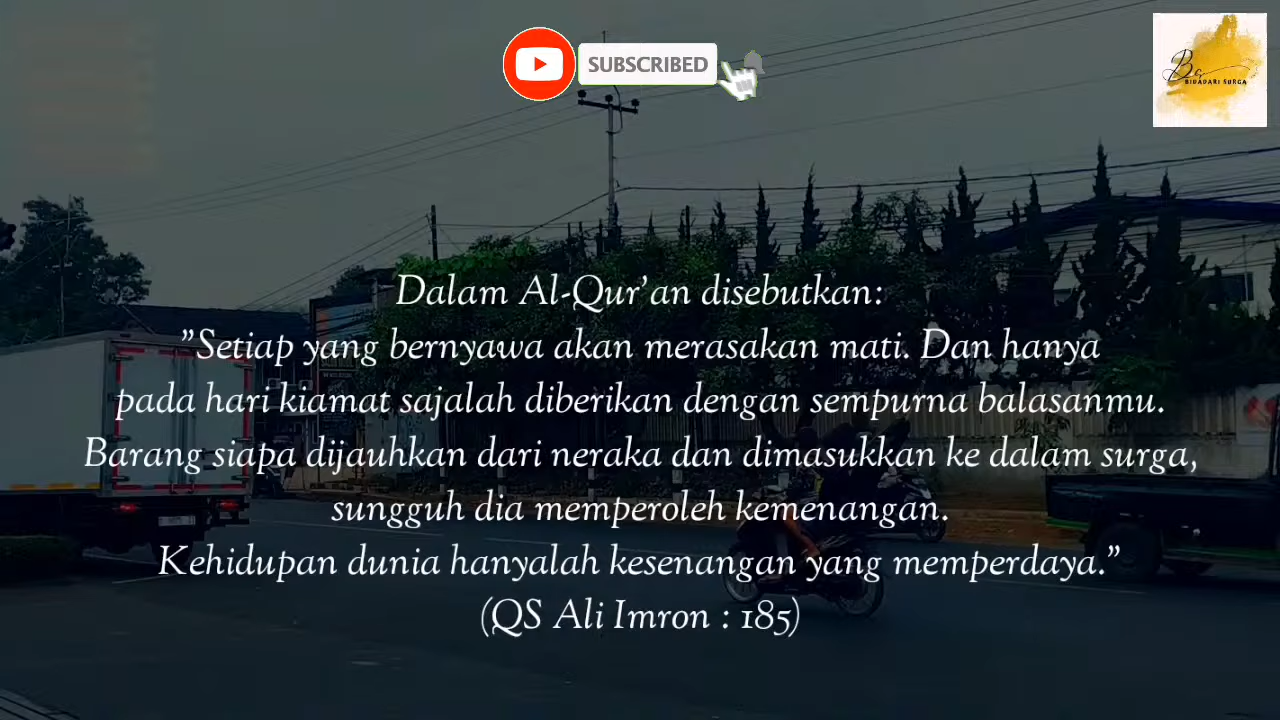 SUBSCRIBED
BIDADARI SURGA
Dalam Al-Qur'an disebutkan:
"Setiap yang bernyawa akan merasakan mati. Dan hanya
pada hari kiamat sajalah diberikan dengan sempurna balasanmu.
Barang siapa dijauhkan dari neraka dan dimasukkan ke dalam surga,
sungguh dia memperoleh kemenangan.
Kehidupan dunia hanyalah kesenangan yang memperdaya."
(QS Ali Imron : 185)